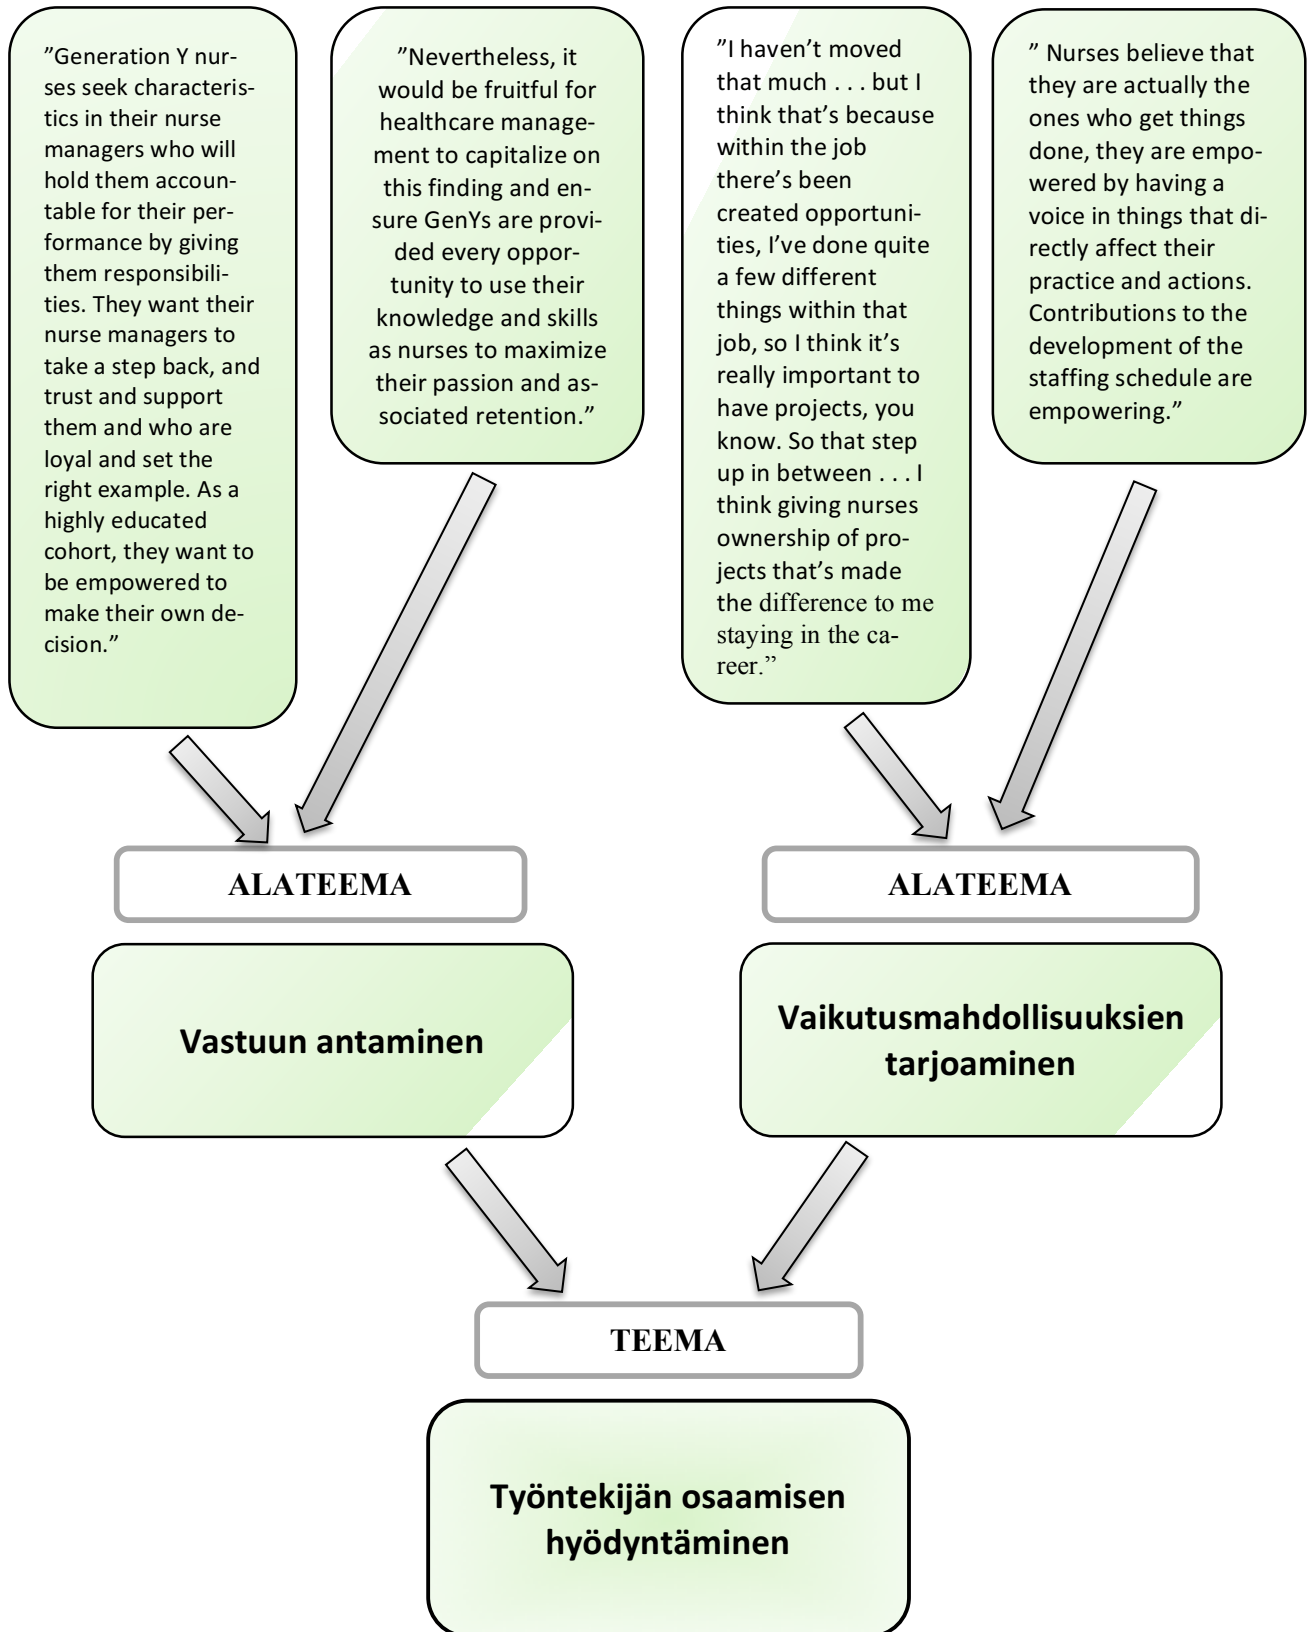 ”Generation Y nur-
ses seek characteris-
tics in their nurse
managers who will
hold them accoun-
table for their per-
formance by giving
them responsibili-
ties. They want their
nurse managers to
take a step back, and
trust and support
them and who are
loyal and set the
right example. As a
highly educated
cohort, they want to
be empowered to
make their own de-
cision.”
”Nevertheless, it
would be fruitful for
healthcare manage-
ment to capitalize on
this finding and en-
sure GenYs are provi-
ded every oppor-
tunity to use their
knowledge and skills
as nurses to maximize
their passion and as-
sociated retention.”
”I haven’t moved
that much . . . but I
think that’s because
within the job
there’s been
created opportuni-
ties, I’ve done quite
a few different
things within that
job, so I think it’s
really important to
have projects, you
know. So that step
up in between . . . I
think giving nurses
ownership of pro-
jects that’s made
the difference to me
staying in the ca-
reer.”
” Nurses believe that
they are actually the
ones who get things
done, they are empo-
wered by having a
voice in things that di-
rectly affect their
practice and actions.
Contributions to the
development of the
staffing schedule are
empowering.”
ALATEEMA
ALATEEMA
Vastuun antaminen
Vaikutusmahdollisuuksien
tarjoaminen
TEEMA
Työntekijän osaamisen
hyödyntäminen